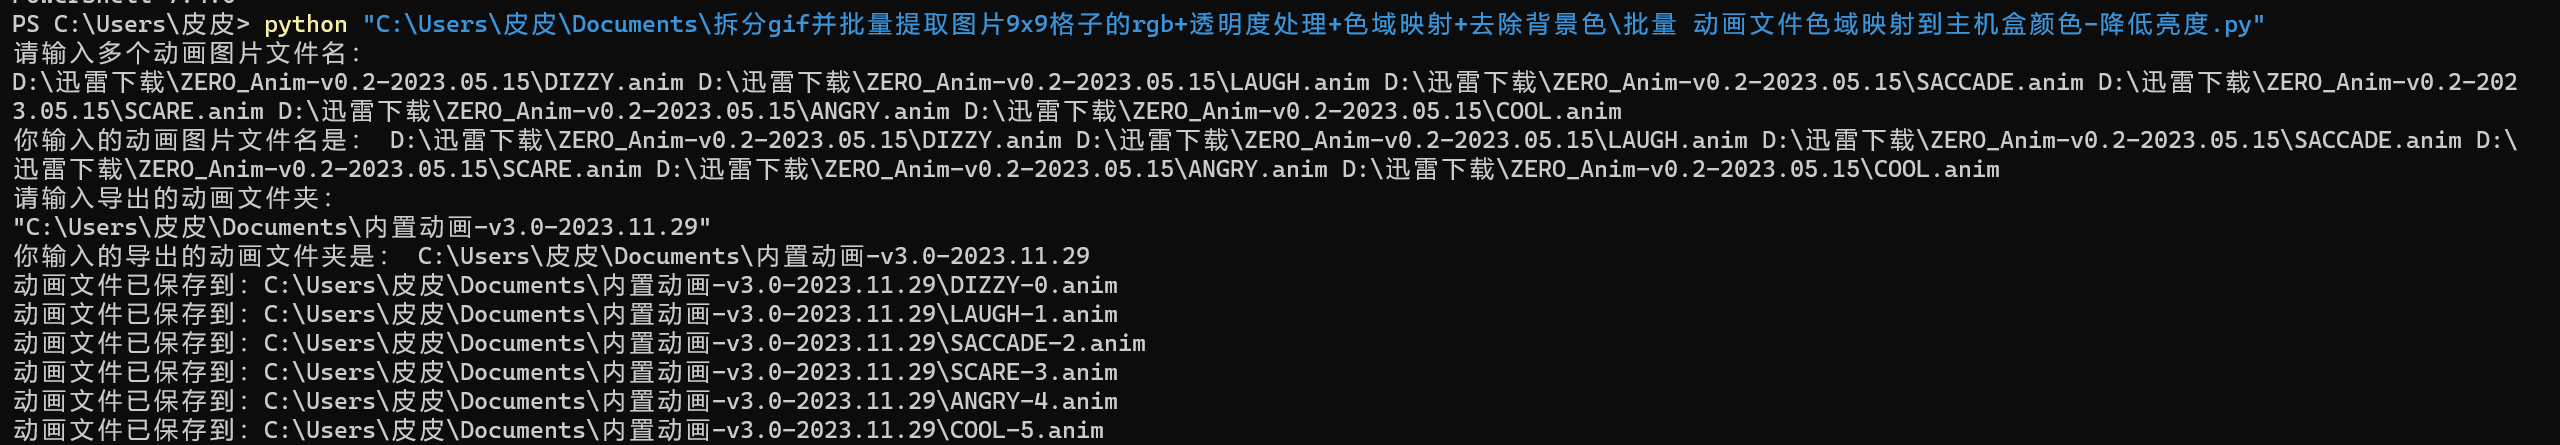 PS C:\Users\皮皮> python "C:\Users\皮皮\Documents\拆分gif并批量提取图片9x9格子的rgb+透明度处理+色域映射+去除背景色\批量 动画文件色域映射到主机盒颜色-降低亮度.py"
请输入多个动画图片文件名:
D:\迅雷下载\ZERO_Anim-v0.2-2023.05.15\DIZZY.anim D:\迅雷下载\ZERO_Anim-v0.2-2023.05.15\LAUGH.anim D:\迅雷下载\ZERO_Anim-v0.2-2023.05.15\SACCADE.anim D:\迅雷下载\ZERO_Anim-v0.2-202
3.05.15\SCARE.anim D:\迅雷下载\ZERO_Anim-v0.2-2023.05.15\ANGRY.anim D:\迅雷下载\ZERO_Anim-v0.2-2023.05.15\COOL.anim
你输入的动画图片文件名是: D:\迅雷下载\ZERO_Anim-v0.2-2023.05.15\DIZZY.anim D:\迅雷下载\ZERO_Anim-v0.2-2023.05.15\LAUGH.anim D:\迅雷下载\ZERO_Anim-v0.2-2023.05.15\SACCADE.anim D:\
迅雷下载\ZERO_Anim-v0.2-2023.05.15\SCARE.anim D:\迅雷下载\ZERO_Anim-v0.2-2023.05.15\ANGRY.anim D:\迅雷下载\ZERO_Anim-v0.2-2023.05.15\COOL.anim
请输入导出的动画文件夹:
"C:\Users\皮皮\Documents\内置动画-v3.0-2023.11.29"
你输入的导出的动画文件夹是: C:\Users\皮皮\Documents\内置动画-v3.0-2023.11.29
动画文件已保存到: C:\Users\皮皮\Documents\内置动画-v3.0-2023.11.29\DIZZY-0.anim
动画文件已保存到: C:\Users\皮皮\Documents\内置动画-v3.0-2023.11.29\LAUGH-1.anim
动画文件已保存到: C:\Users\皮皮\Documents\内置动画-v3.0-2023.11.29\SACCADE-2.anim
动画文件已保存到: C:\Users\皮皮\Documents\内置动画-v3.0-2023.11.29\SCARE-3.anim
动画文件已保存到: C:\Users\皮皮\Documents\内置动画-v3.0-2023.11.29\ANGRY-4.anim
动画文件已保存到: C:\Users\皮皮\Documents\内置动画-v3.0-2023.11.29\COOL-5.anim